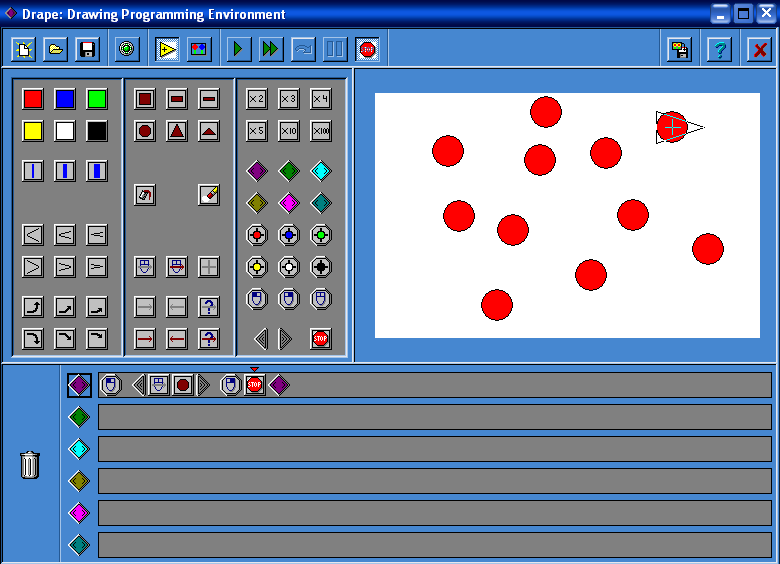 Drape: Drawing Programming Environment
STOP
×2 ×3 ×4
×5 ×10 ×100
?
? 
STOP
STOP